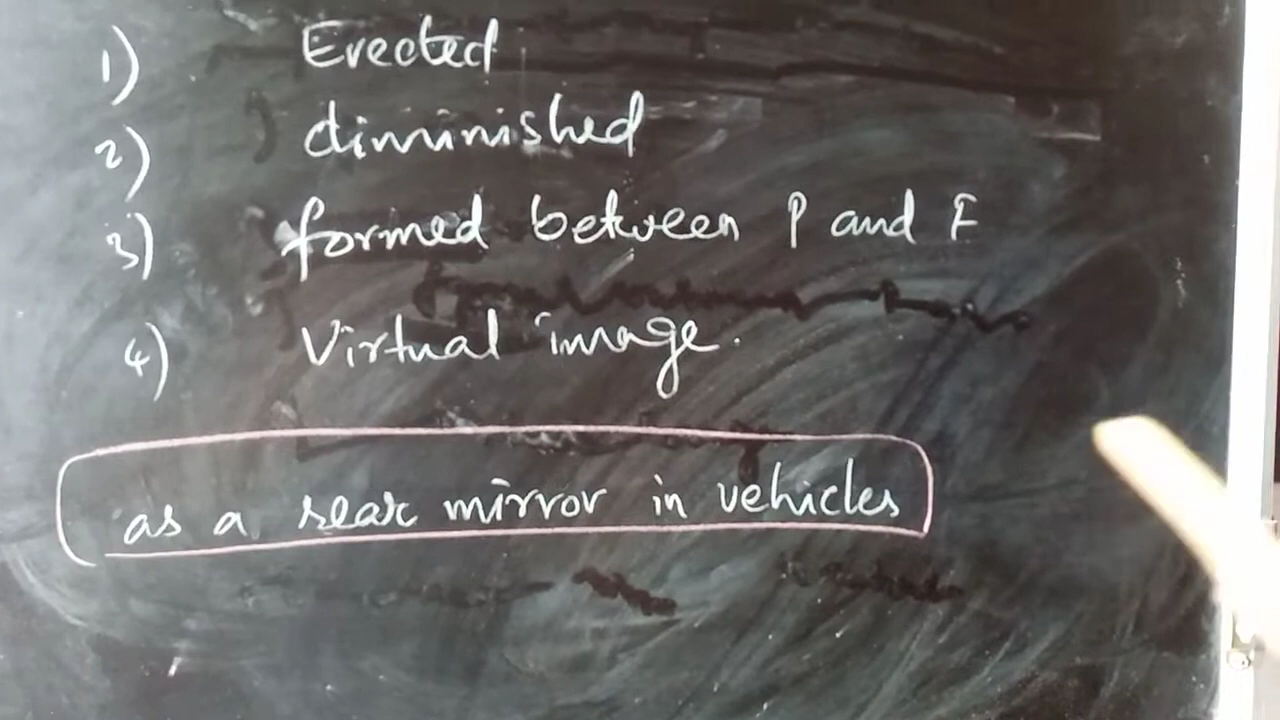 1) Erected
2) diminished
3) formed between P and F
4) Virtual image.
as a rear mirror in vehicles